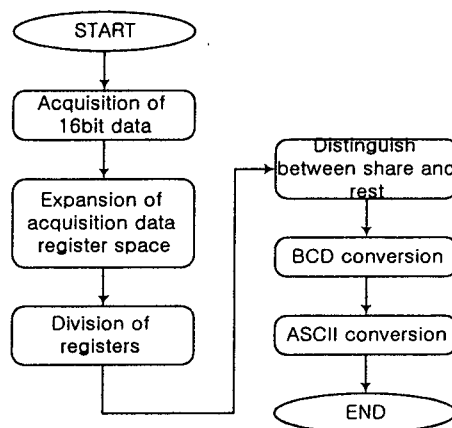 START
Acquisition of
16bit data
Expansion of
acquisition data
register space
Division of
registers
Distinguish
between share and
rest
BCD conversion
ASCII conversion
END